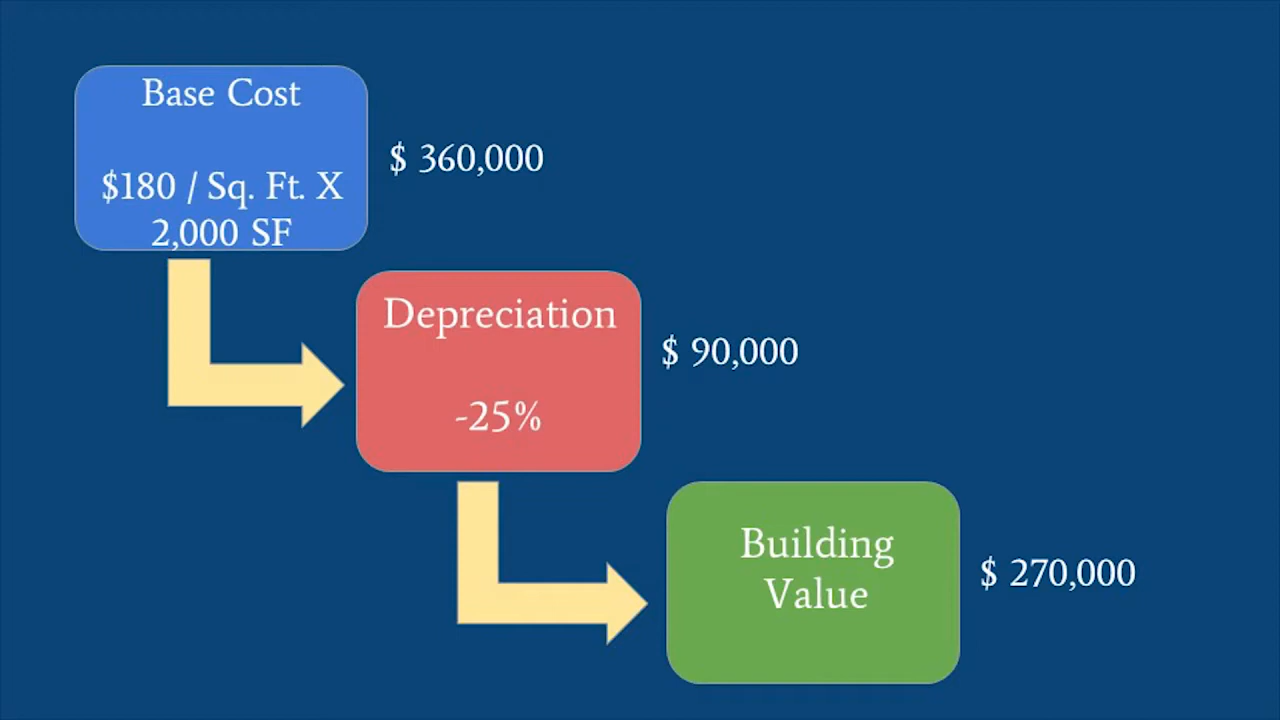 Base Cost
$180 / Sq. Ft. X
2,000 SF
$ 360,000
Depreciation
-25%
$ 90,000
Building
Value
$ 270,000